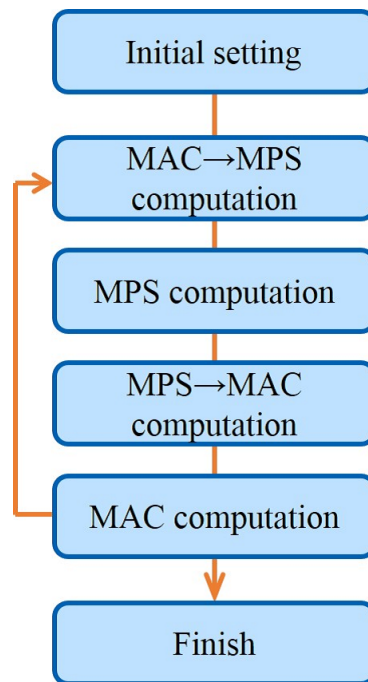 Initial setting
MAC→MPS
computation
MPS computation
MPS→MAC
computation
MAC computation
Finish